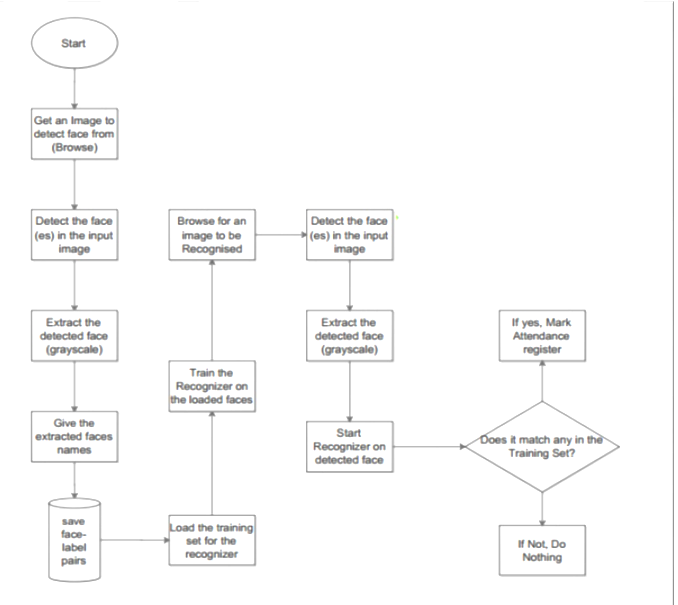 Start
Get an Image to
detect face from
(Browse)
Detect the face
(es) in the input
image
Extract the
detected face
(grayscale)
Give the
extracted faces
names
save
face-
label
pairs
Load the training
set for the
recognizer
Train the
Recognizer on
the loaded faces
Browse for an
image to be
Recognised
Detect the face
(es) in the input
image
Extract the
detected face
(grayscale)
Start
Recognizer on
detected face
Does it match any in the
Training Set?
If yes, Mark
Attendance
register
If Not, Do
Nothing